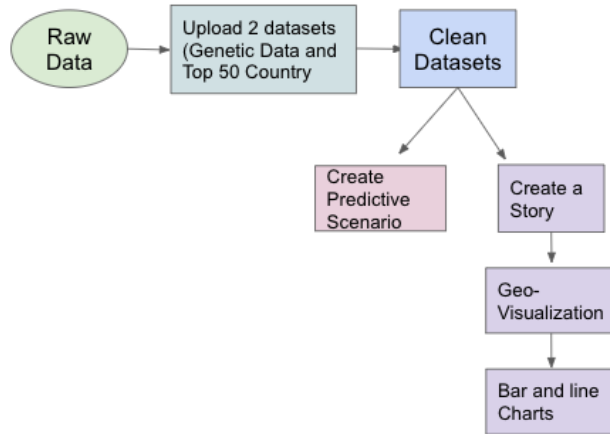 Raw
Data
Upload 2 datasets
(Genetic Data and
Top 50 Country
Clean
Datasets
Create
Predictive
Scenario
Create a
Story
Geo-
Visualization
Bar and line
Charts